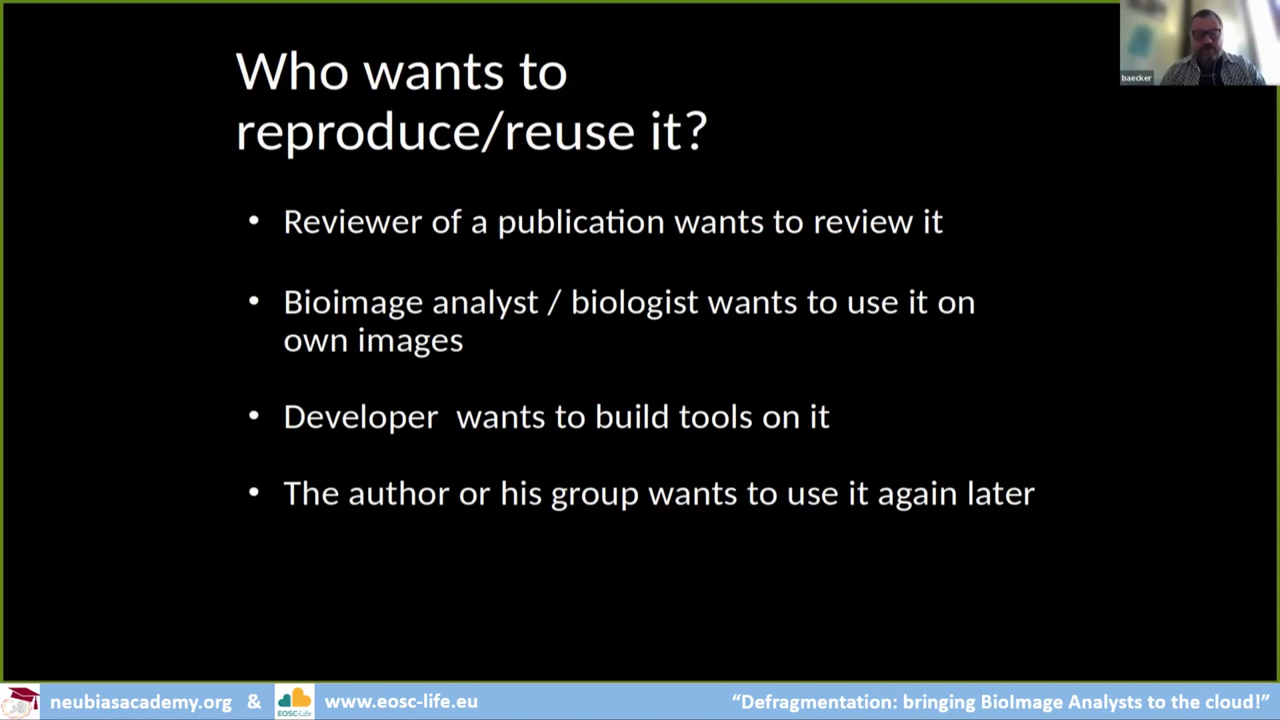 Who wants to
reproduce/reuse it?
baecker
• Reviewer of a publication wants to review it
• Bioimage analyst / biologist wants to use it on
own images
• Developer  wants to build tools on it
• The author or his group wants to use it again later
neubiasacademy.org & EOSC-Life www.eosc-life.eu “Defragmentation: bringing BioImage Analysts to the cloud!”